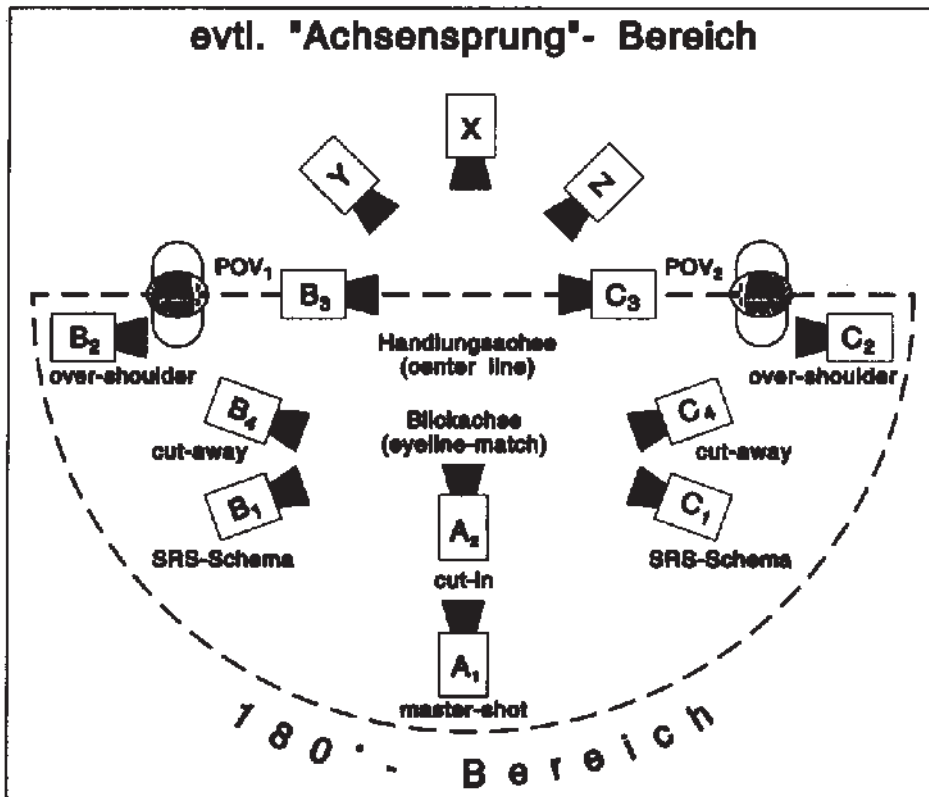 evtl. "Achsensprung"- Bereich
X
Y
Z
POV₁
POV₂
B₃
C₃
B₂
C₂
Handlungsachse
(center line)
over-shoulder
over-shoulder
B₄
C₄
Blickachse
(eyeline-match)
cut-away
cut-away
B₁
C₁
A₂
SRS-Schema
SRS-Schema
cut-in
A₁
master-shot
180°- Bereich